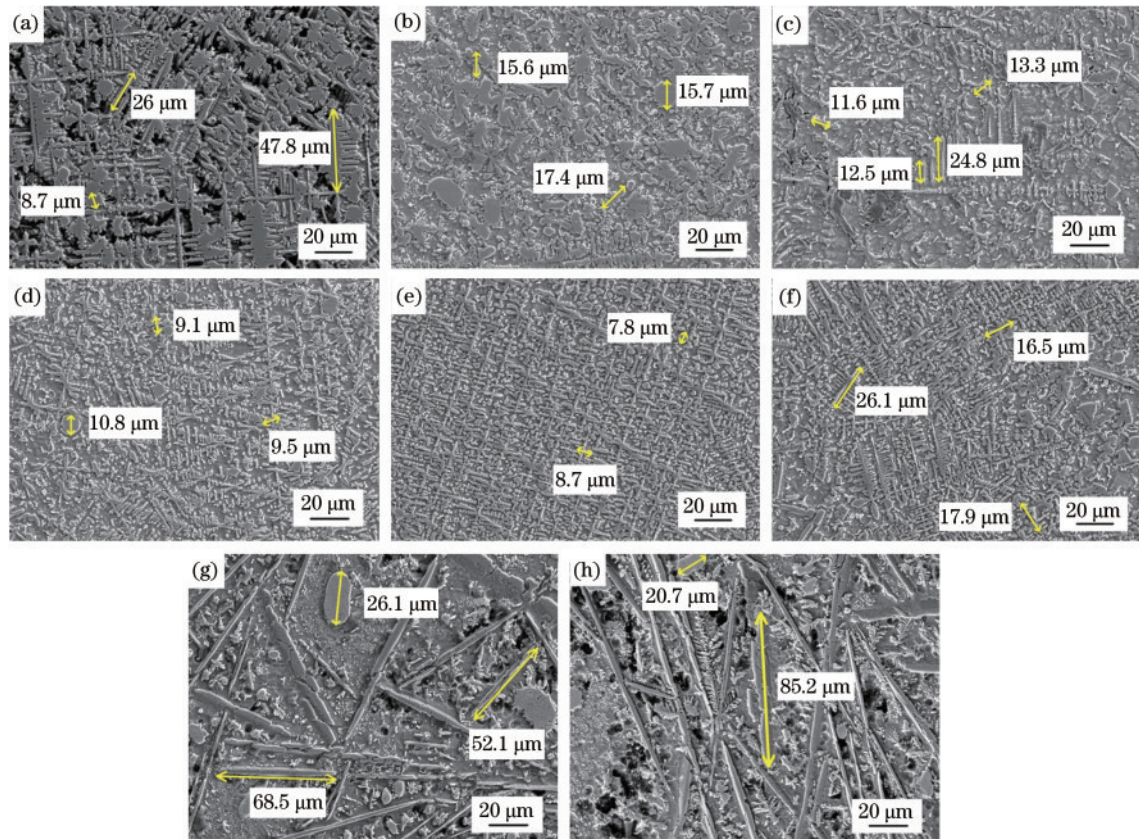 (a)
26 μm
47.8 μm
8.7 μm
20 μm
(b)
15.6 μm
15.7 μm
17.4 μm
20 μm
(c)
13.3 μm
11.6 μm
12.5 μm
24.8 μm
20 μm
(d)
9.1 μm
10.8 μm
9.5 μm
20 μm
(e)
7.8 μm
8.7 μm
20 μm
(f)
16.5 μm
26.1 μm
17.9 μm
20 μm
(g)
26.1 μm
52.1 μm
68.5 μm
20 μm
(h)
20.7 μm
85.2 μm
20 μm